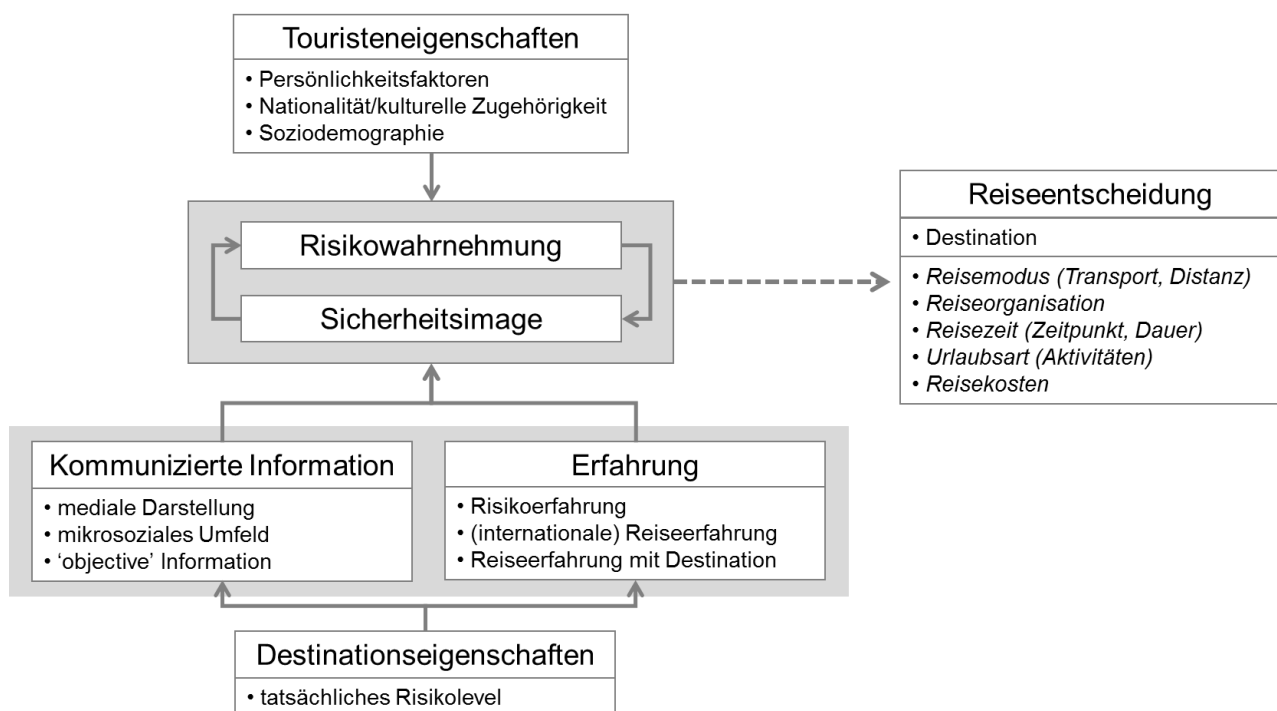 Touristeneigenschaften
• Persönlichkeitsfaktoren
• Nationalität/kulturelle Zugehörigkeit
• Soziodemographie
Risikowahrnehmung
Sicherheitsimage
Reiseentscheidung
• Destination
• Reisemodus (Transport, Distanz)
• Reiseorganisation
• Reisezeit (Zeitpunkt, Dauer)
• Urlaubsart (Aktivitäten)
• Reisekosten
Kommunizierte Information
• mediale Darstellung
• mikrosoziales Umfeld
• ‘objective’ Information
Erfahrung
• Risikoerfahrung
• (internationale) Reiseerfahrung
• Reiseerfahrung mit Destination
Destinationseigenschaften
• tatsächliches Risikolevel